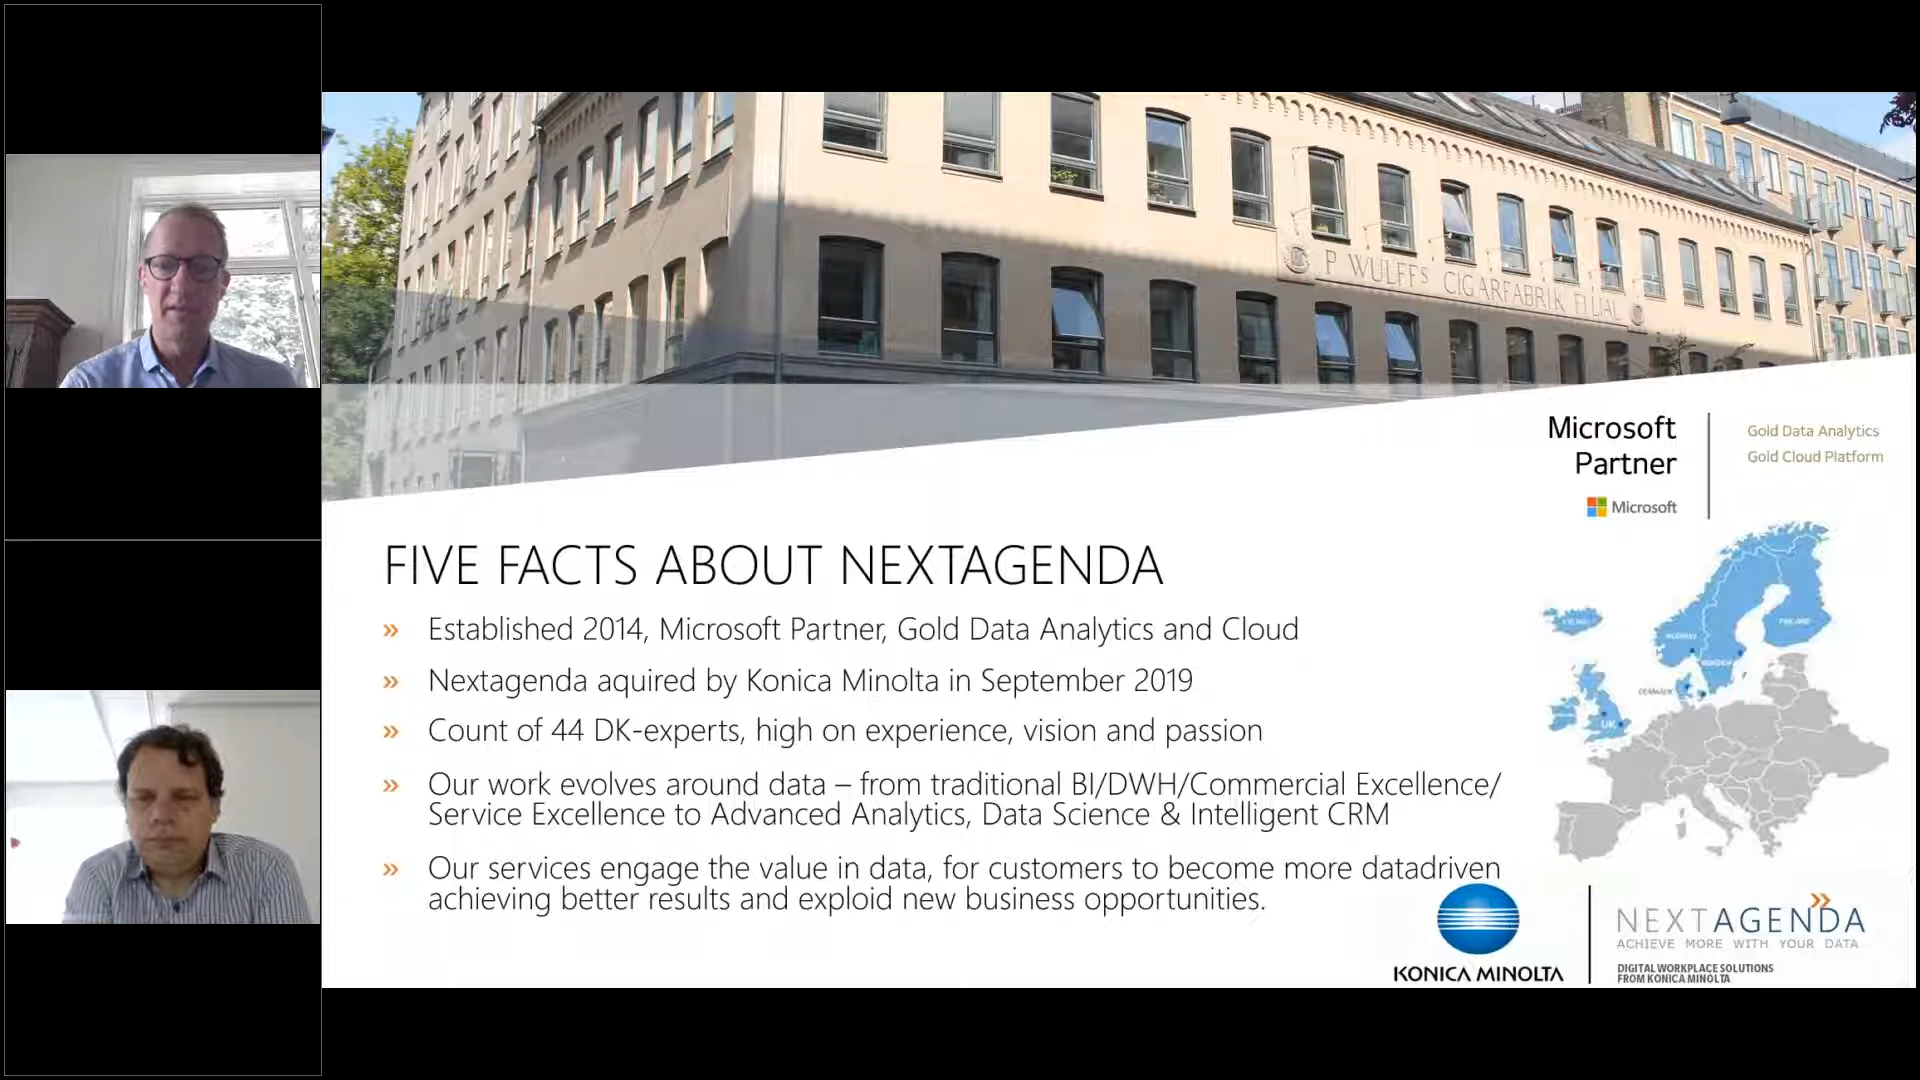 P WULFFS CIGARFABRIK FILIAL
Microsoft
Partner
Microsoft
Gold Data Analytics
Gold Cloud Platform
FIVE FACTS ABOUT NEXTAGENDA
» Established 2014, Microsoft Partner, Gold Data Analytics and Cloud
» Nextagenda aquired by Konica Minolta in September 2019
» Count of 44 DK-experts, high on experience, vision and passion
» Our work evolves around data – from traditional BI/DWH/Commercial Excellence/
Service Excellence to Advanced Analytics, Data Science & Intelligent CRM
» Our services engage the value in data, for customers to become more datadriven
achieving better results and exploid new business opportunities.
FINLAND
NORWAY
SWEDEN
DENMARK
UK
KONICA MINOLTA
NEXTAGENDA
ACHIEVE MORE WITH YOUR DATA
DIGITAL WORKPLACE SOLUTIONS
FROM KONICA MINOLTA